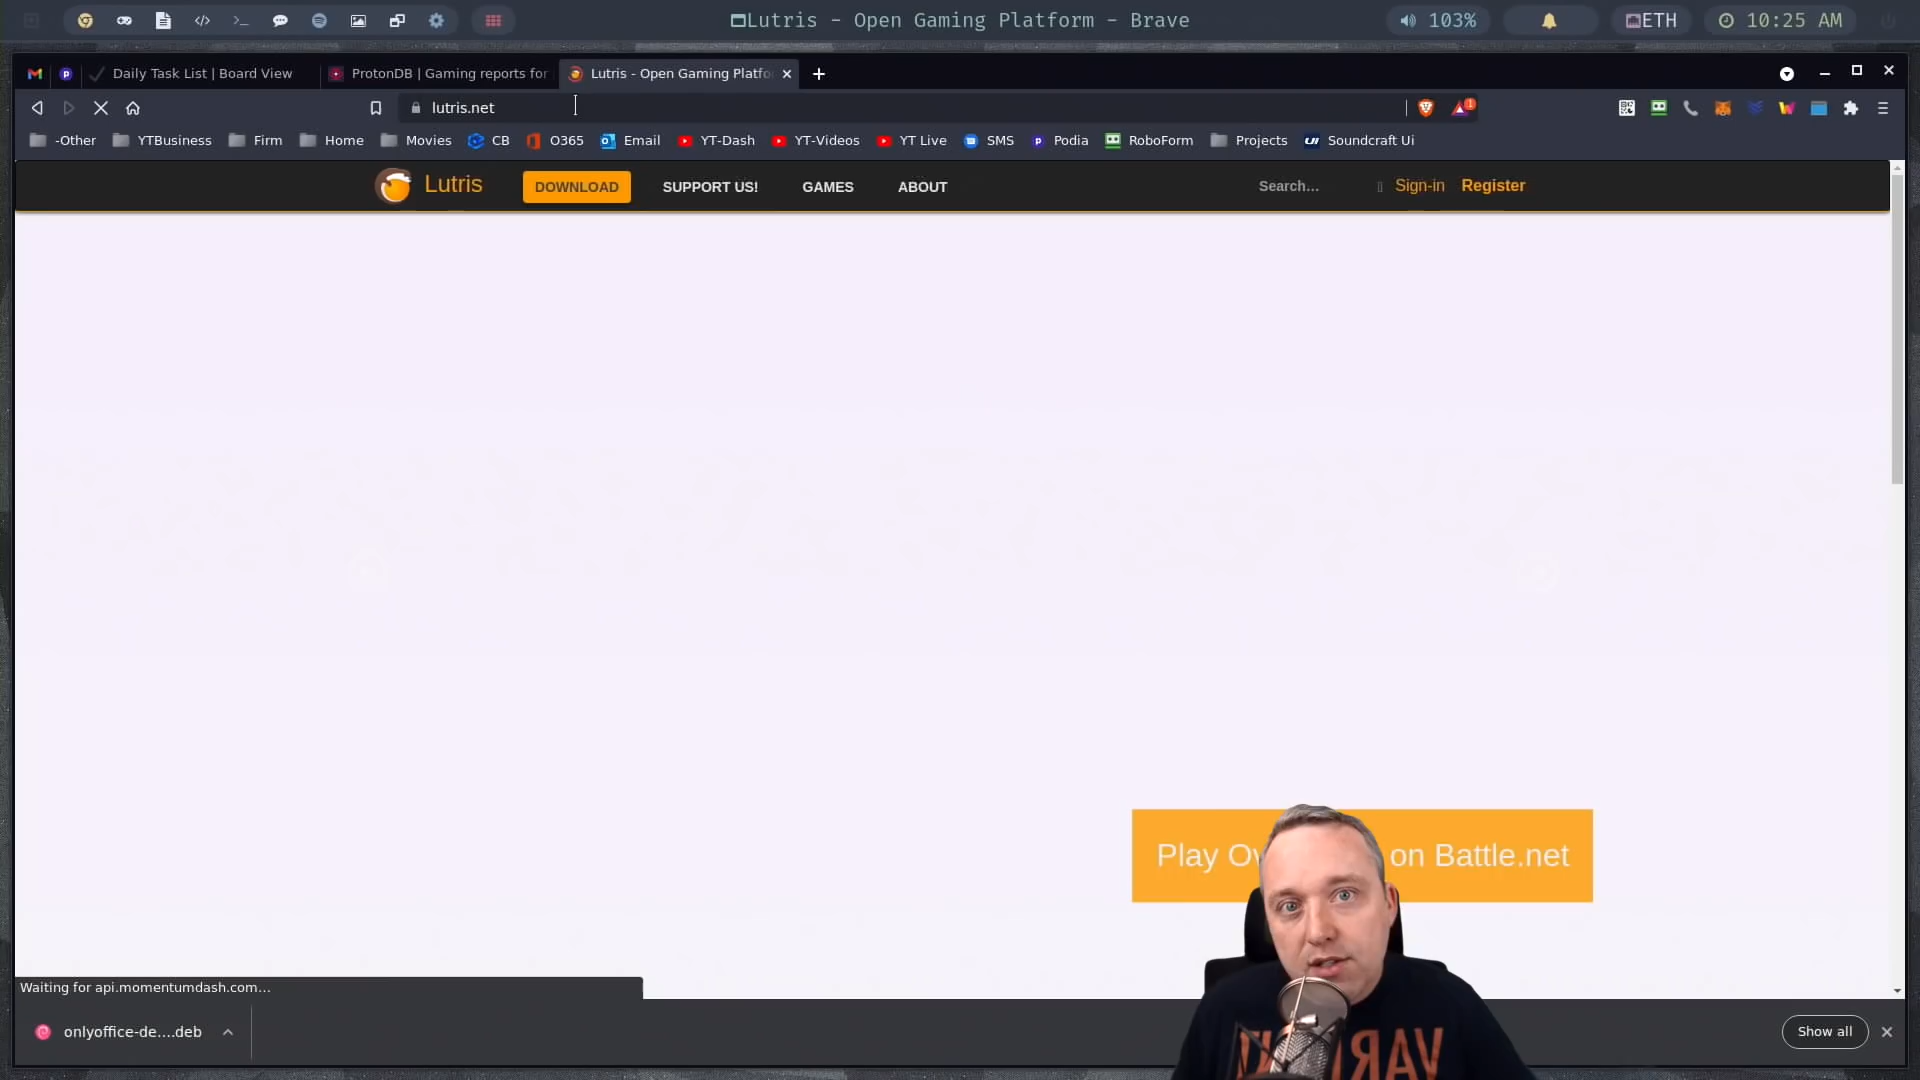 Lutris - Open Gaming Platform - Brave
103%
ETH
10:25 AM
Daily Task List | Board View
ProtonDB | Gaming reports for
Lutris - Open Gaming Platfo
lutris.net
1
-Other
YTBusiness
Firm
Home
Movies
CB
O365
Email
YT-Dash
YT-Videos
YT Live
SMS
Podia
RoboForm
Projects
Soundcraft Ui
Lutris
DOWNLOAD
SUPPORT US!
GAMES
ABOUT
Search...
Sign-in
Register
Play Ov
on Battle.net
Waiting for api.momentumdash.com...
onlyoffice-de....deb
Show all